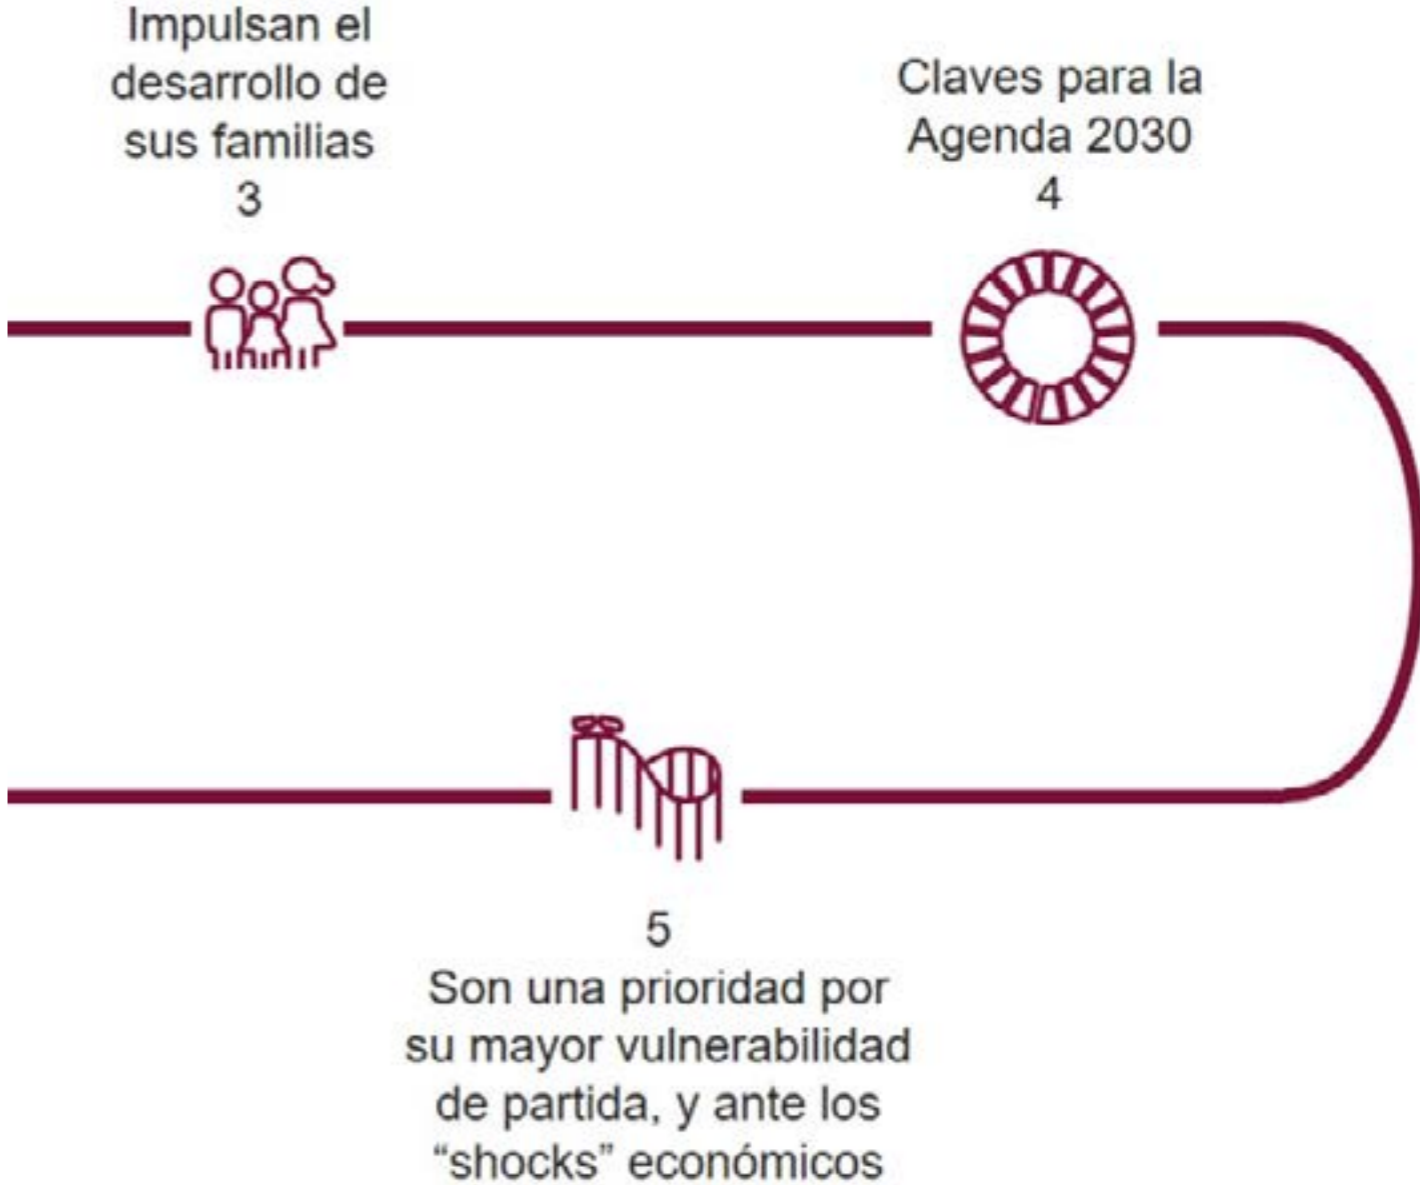 Impulsan el
desarrollo de
sus familias
3
Claves para la
Agenda 2030
4
5
Son una prioridad por
su mayor vulnerabilidad
de partida, y ante los
“shocks” económicos